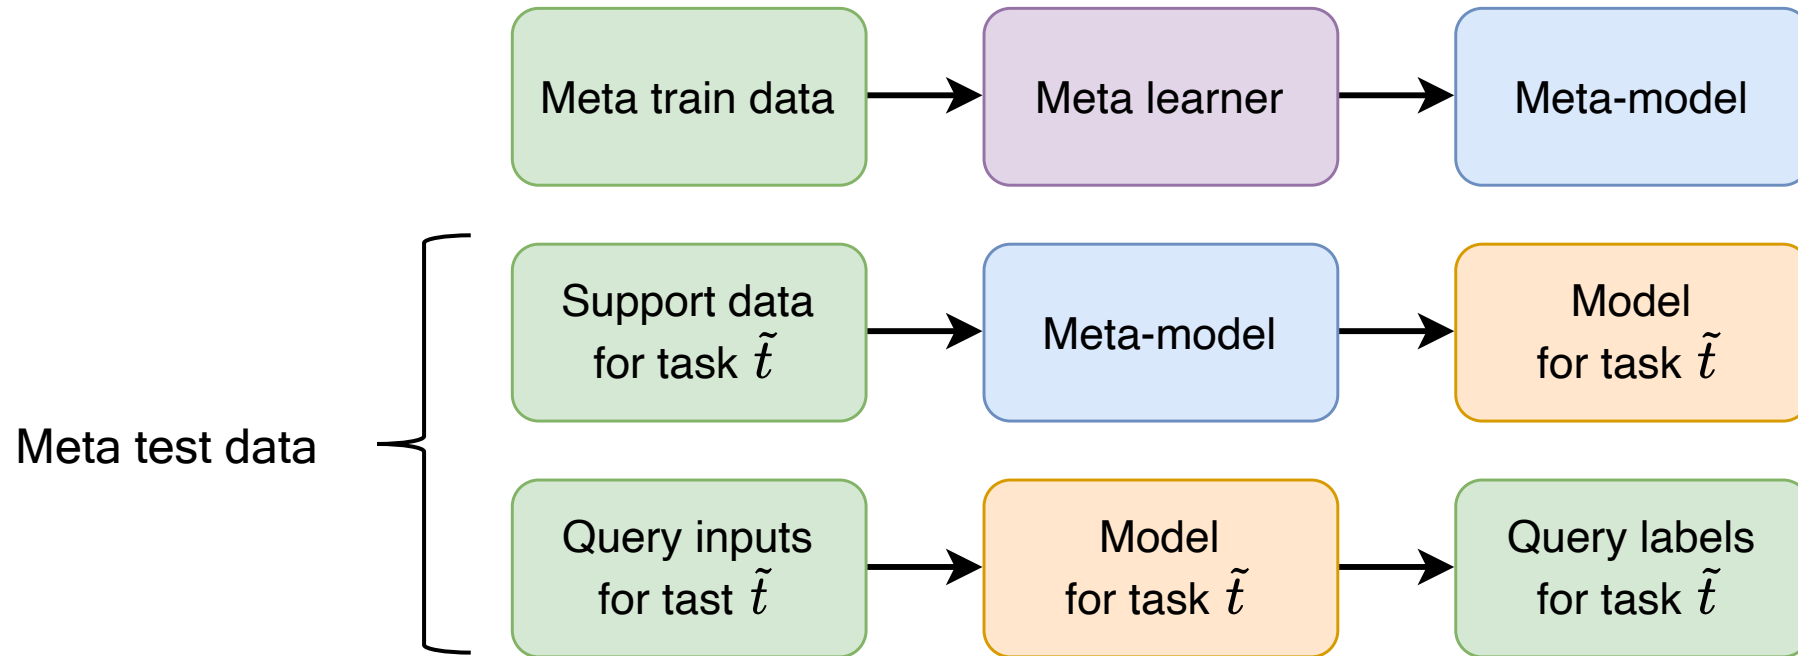 Meta train data
Meta learner
Meta-model
Support data
for task t̃
Meta-model
Model
for task t̃
Meta test data
Query inputs
for tast t̃
Model
for task t̃
Query labels
for task t̃